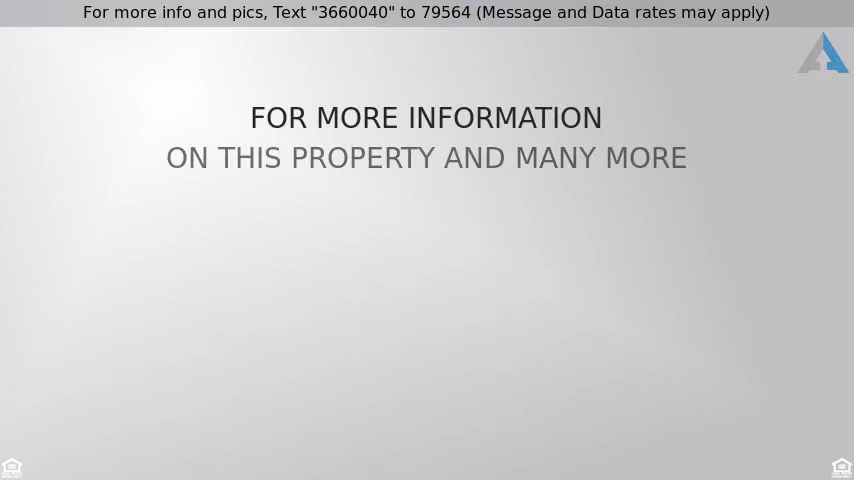 For more info and pics, Text "3660040" to 79564 (Message and Data rates may apply)
FOR MORE INFORMATION
ON THIS PROPERTY AND MANY MORE